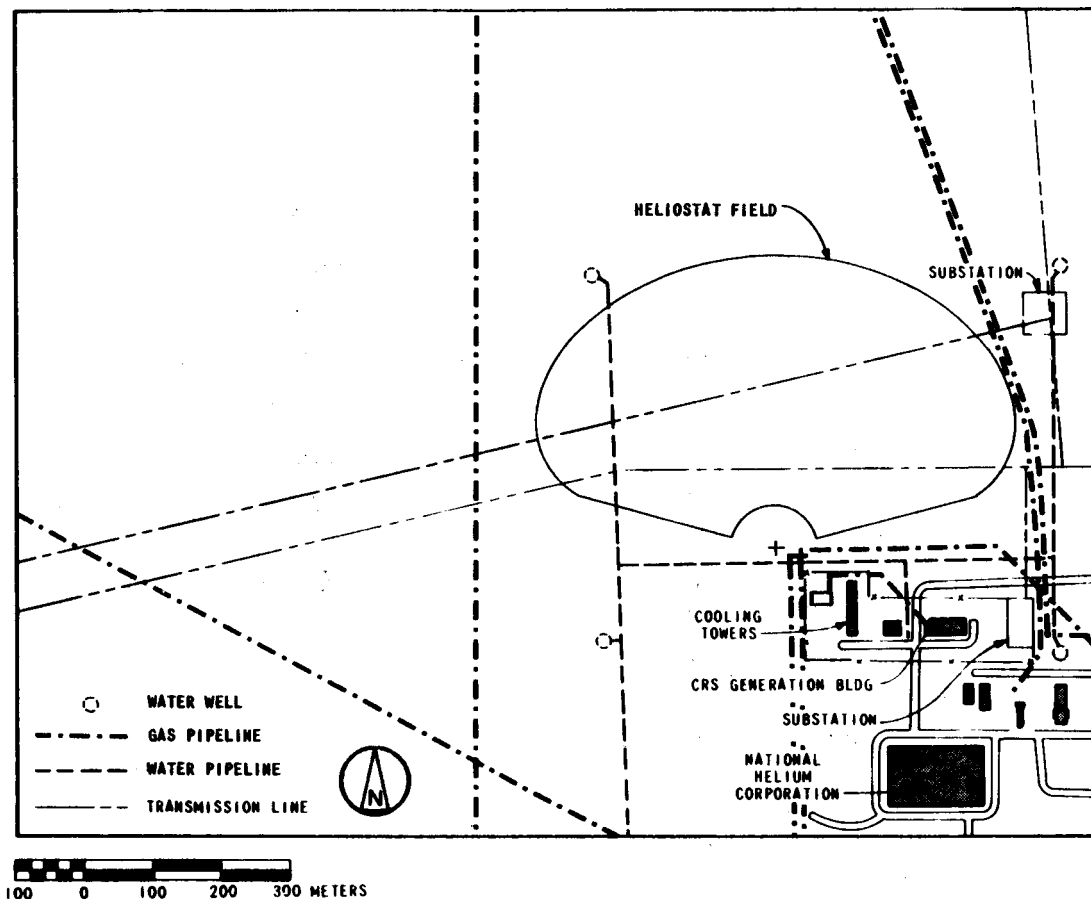 HELIOSTAT FIELD
SUBSTATION
COOLING
TOWERS
CRS GENERATION BLDG
SUBSTATION
NATIONAL
HELIUM
CORPORATION
WATER WELL
GAS PIPELINE
WATER PIPELINE
TRANSMISSION LINE
N
100 0 100 200 300 METERS